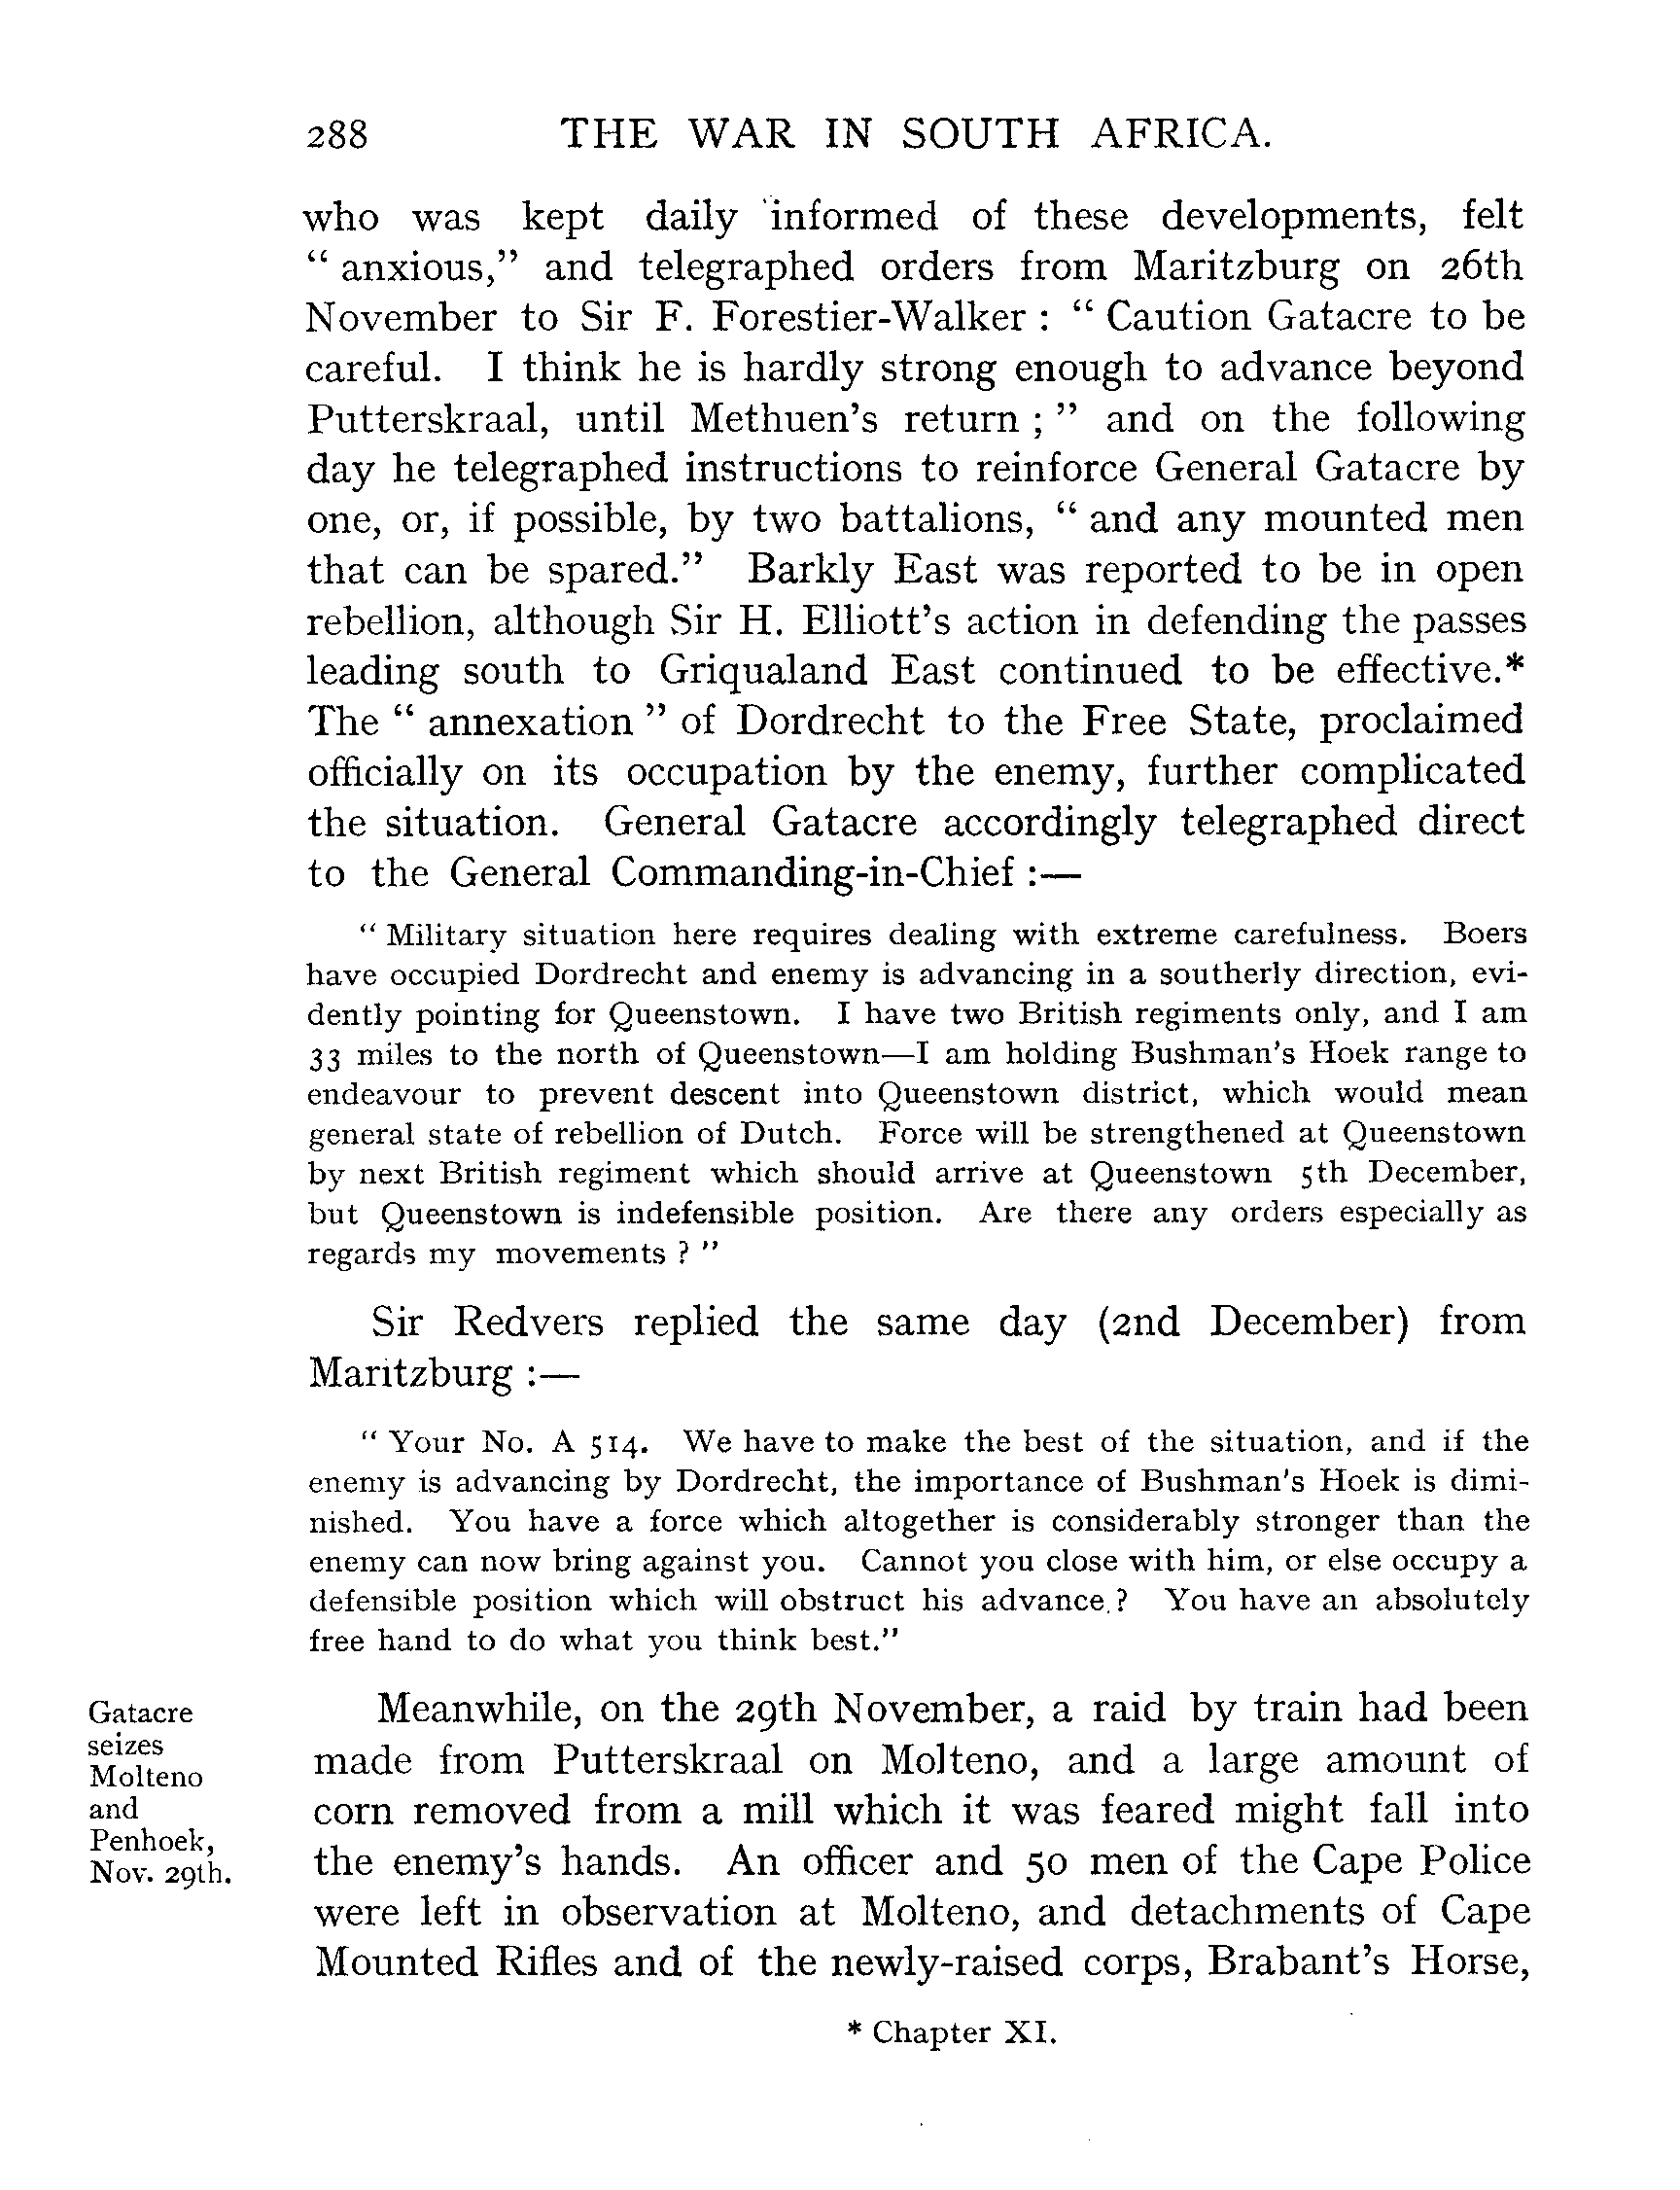 288 THE WAR IN SOUTH AFRICA.
who was kept daily informed of these developments, felt
“ anxious,” and telegraphed orders from Maritzburg on 26th
November to Sir F. Forestier-Walker : “ Caution Gatacre to be
careful. I think he is hardly strong enough to advance beyond
Putterskraal, until Methuen’s return ; ” and on the following
day he telegraphed instructions to reinforce General Gatacre by
one, or, if possible, by two battalions, “ and any mounted men
that can be spared.” Barkly East was reported to be in open
rebellion, although Sir H. Elliott’s action in defending the passes
leading south to Griqualand East continued to be effective.*
The “ annexation ” of Dordrecht to the Free State, proclaimed
officially on its occupation by the enemy, further complicated
the situation. General Gatacre accordingly telegraphed direct
to the General Commanding-in-Chief :—
“ Military situation here requires dealing with extreme carefulness. Boers
have occupied Dordrecht and enemy is advancing in a southerly direction, evi-
dently pointing for Queenstown. I have two British regiments only, and I am
33 miles to the north of Queenstown—I am holding Bushman’s Hoek range to
endeavour to prevent descent into Queenstown district, which would mean
general state of rebellion of Dutch. Force will be strengthened at Queenstown
by next British regiment which should arrive at Queenstown 5th December,
but Queenstown is indefensible position. Are there any orders especially as
regards my movements ? ”
Sir Redvers replied the same day (2nd December) from
Maritzburg :—
“ Your No. A 514. We have to make the best of the situation, and if the
enemy is advancing by Dordrecht, the importance of Bushman’s Hoek is dimi-
nished. You have a force which altogether is considerably stronger than the
enemy can now bring against you. Cannot you close with him, or else occupy a
defensible position which will obstruct his advance.? You have an absolutely
free hand to do what you think best.”
Gatacre
seizes
Molteno
and
Penhoek,
Nov. 29th.
Meanwhile, on the 29th November, a raid by train had been
made from Putterskraal on Molteno, and a large amount of
corn removed from a mill which it was feared might fall into
the enemy’s hands. An officer and 50 men of the Cape Police
were left in observation at Molteno, and detachments of Cape
Mounted Rifles and of the newly-raised corps, Brabant’s Horse,
* Chapter XI.